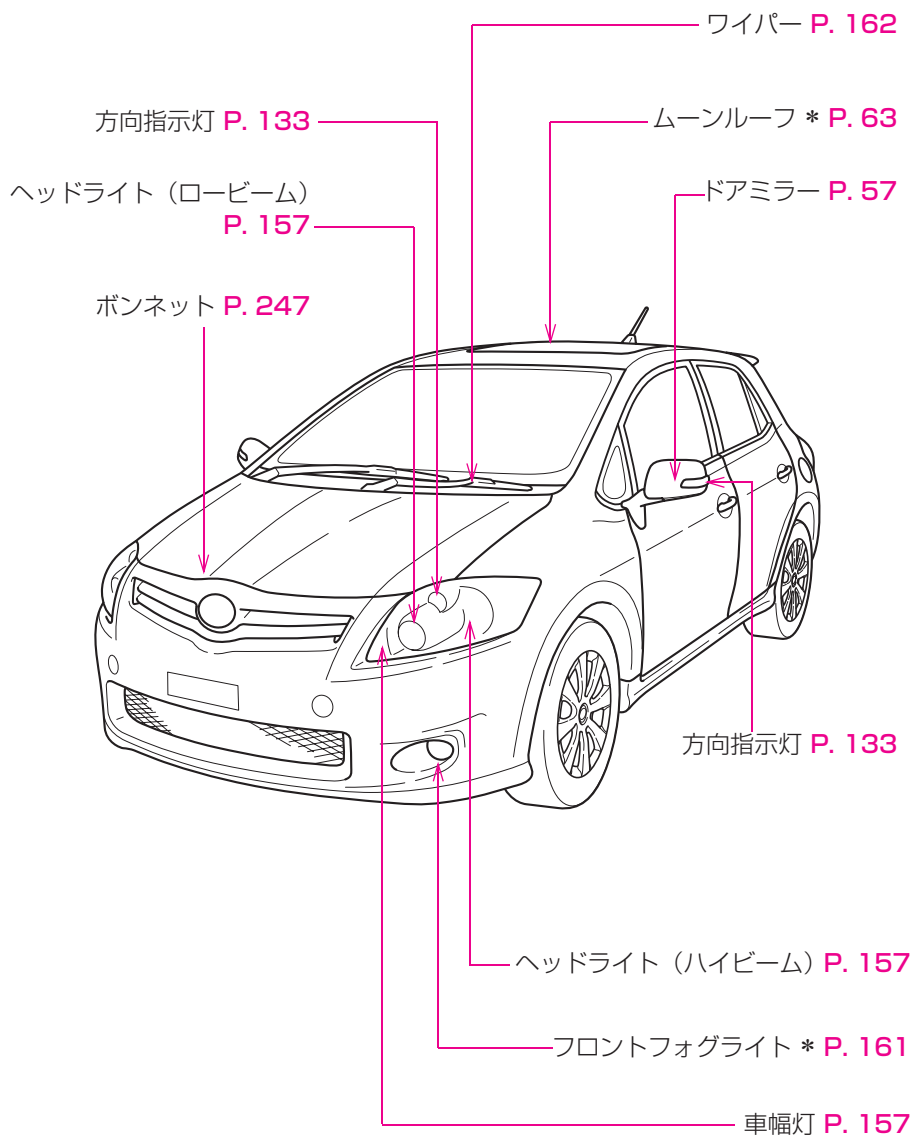 ワイパー P. 162
方向指示灯 P. 133
ムーンルーフ * P. 63
ヘッドライト（ロービーム）
P. 157
ドアミラー P. 57
ボンネット P. 247
方向指示灯 P. 133
ヘッドライト（ハイビーム） P. 157
フロントフォグライト * P. 161
車幅灯 P. 157